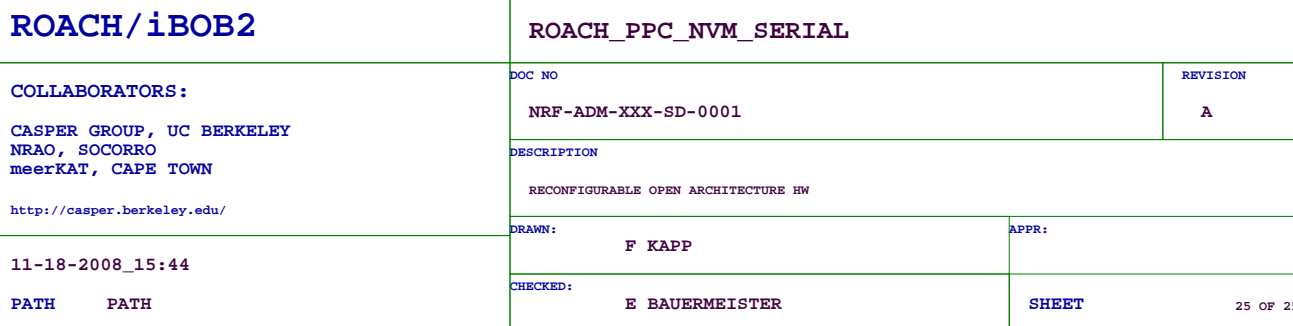 ROACH/iBOB2
COLLABORATORS:
CASPER GROUP, UC BERKELEY
NRAO, SOCORRO
meerKAT, CAPE TOWN
http://casper.berkeley.edu/
11-18-2008_15:44
PATH PATH
ROACH_PPC_NVM_SERIAL
DOC NO
NRF-ADM-XXX-SD-0001
REVISION
A
DESCRIPTION
RECONFIGURABLE OPEN ARCHITECTURE HW
DRAWN:
F KAPP
APPR:
CHECKED:
E BAUERMEISTER
SHEET 25 OF 25